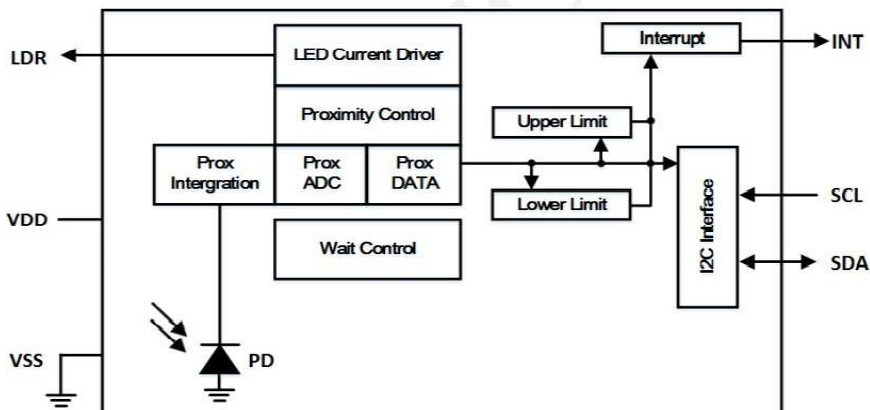 LDR
LED Current Driver
Interrupt
INT
Proximity Control
Upper Limit
Prox
Intergration
Prox
ADC
Prox
DATA
Lower Limit
I2C Interface
SCL
VDD
Wait Control
SDA
VSS
PD